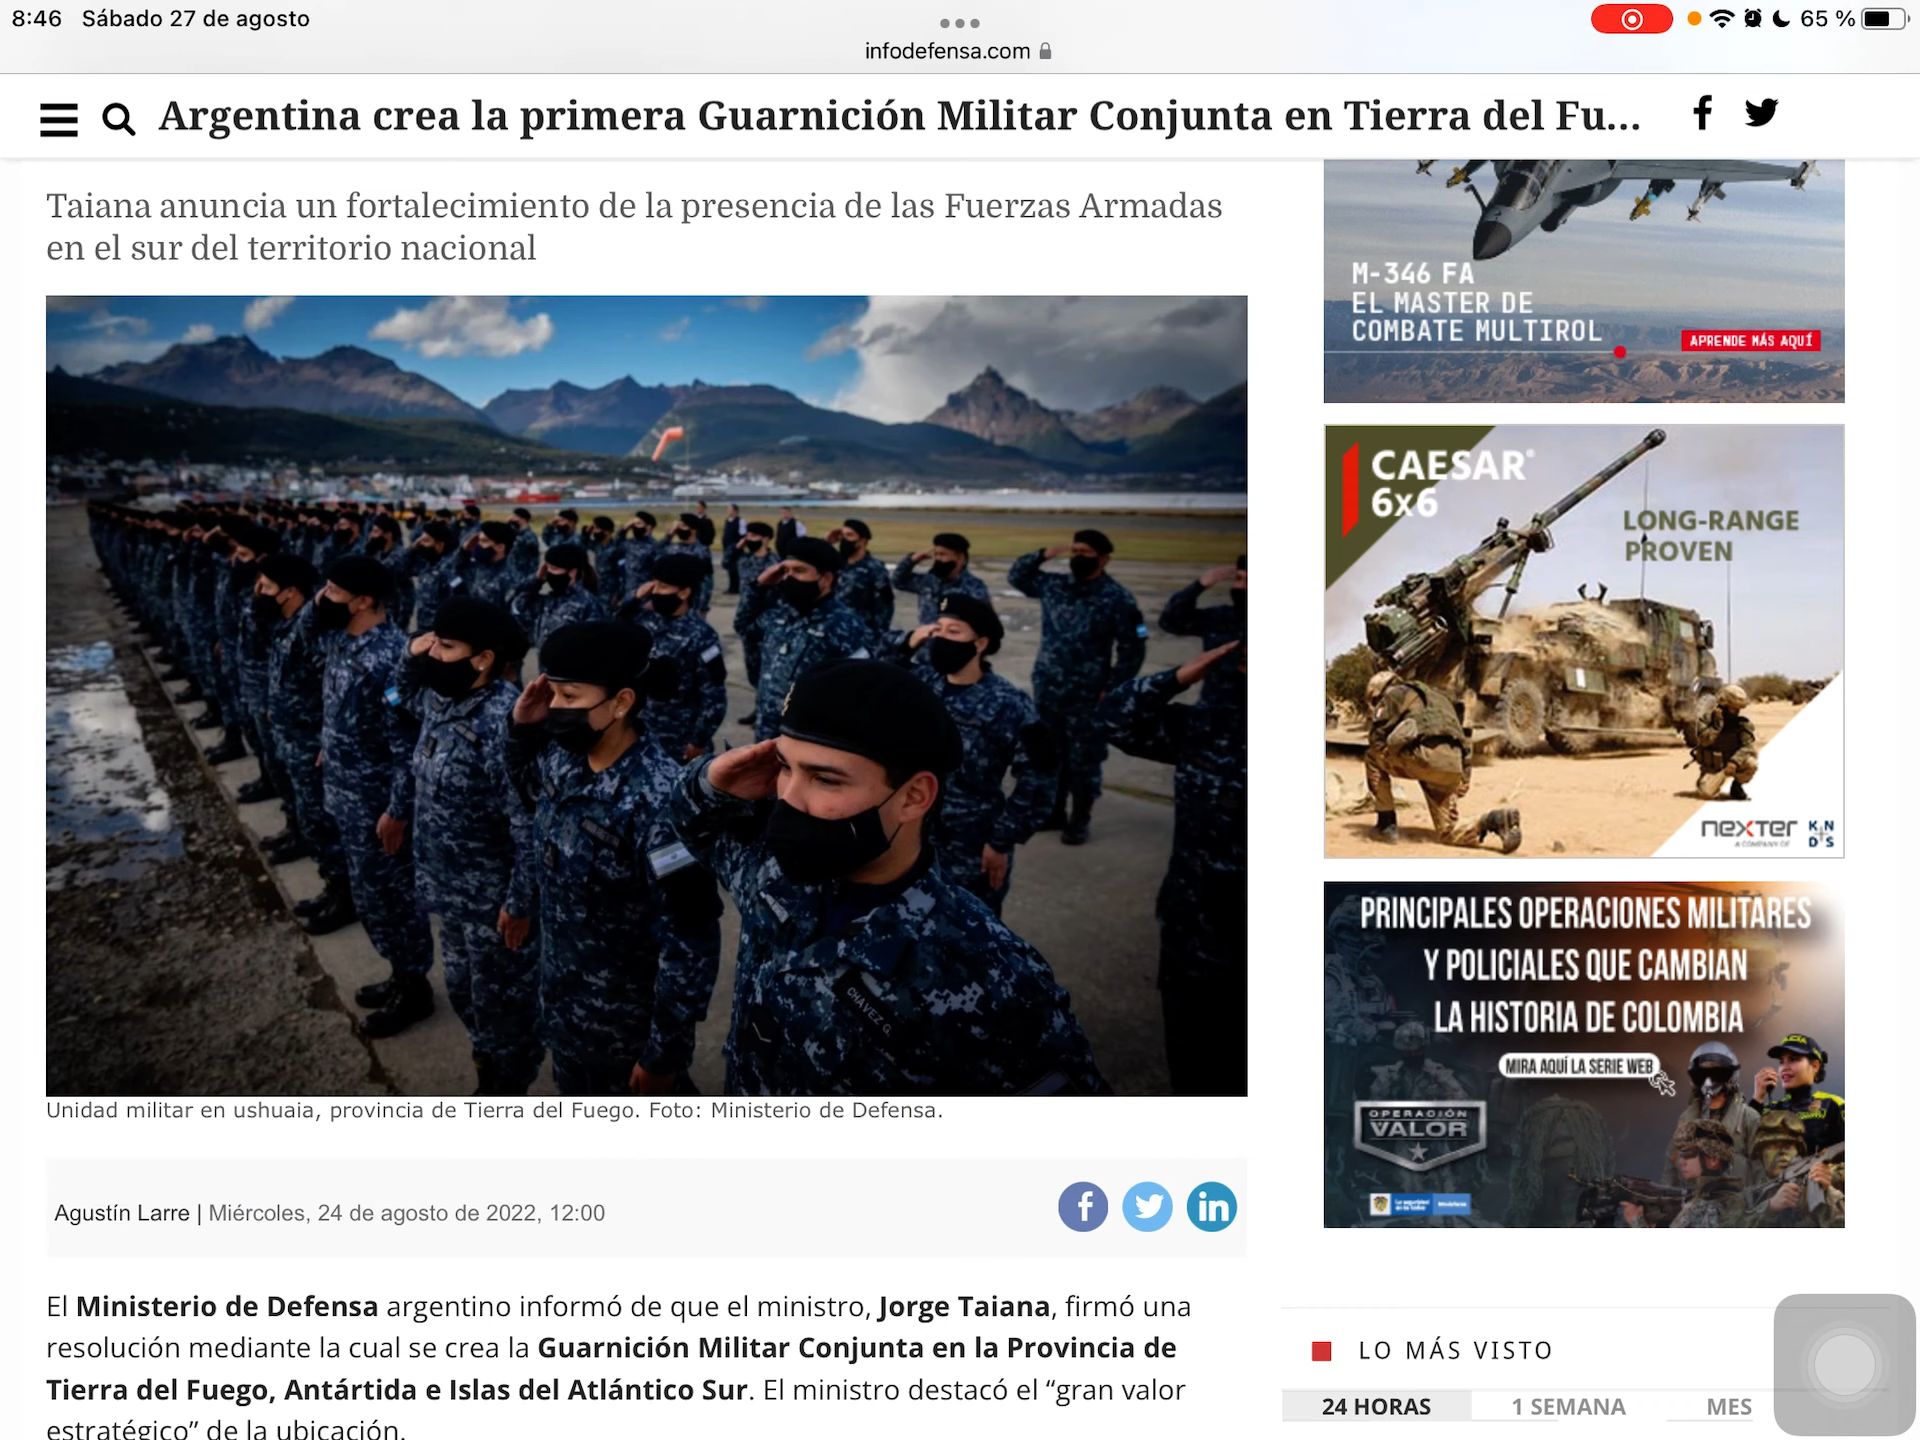 8:46 Sábado 27 de agosto
65 %
infodefensa.com
Argentina crea la primera Guarnición Militar Conjunta en Tierra del Fu...
Taiana anuncia un fortalecimiento de la presencia de las Fuerzas Armadas
en el sur del territorio nacional
CHAVEZ G.
Unidad militar en ushuaia, provincia de Tierra del Fuego. Foto: Ministerio de Defensa.
Agustín Larre | Miércoles, 24 de agosto de 2022, 12:00
El Ministerio de Defensa argentino informó de que el ministro, Jorge Taiana, firmó una
resolución mediante la cual se crea la Guarnición Militar Conjunta en la Provincia de
Tierra del Fuego, Antártida e Islas del Atlántico Sur. El ministro destacó el “gran valor
estratégico” de la ubicación.
M-346 FA
EL MASTER DE
COMBATE MULTIROL
APRENDE MÁS AQUÍ
CAESAR®
6x6
LONG-RANGE
PROVEN
nexter
A COMPANY OF
KNDS
PRINCIPALES OPERACIONES MILITARES
Y POLICIALES QUE CAMBIAN
LA HISTORIA DE COLOMBIA
MIRA AQUÍ LA SERIE WEB
OPERACIÓN
VALOR
LO MÁS VISTO
24 HORAS 1 SEMANA MES